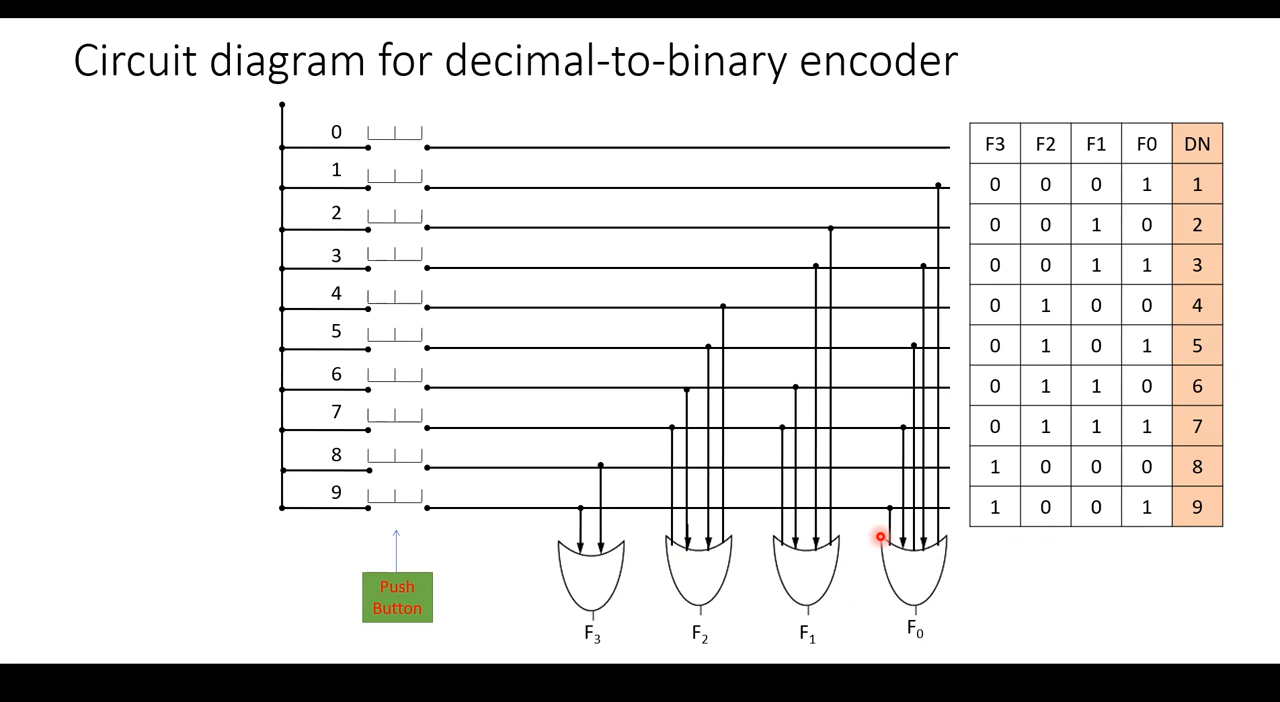 Circuit diagram for decimal-to-binary encoder
0
1
2
3
4
5
6
7
8
9
Push
Button
F3
F2
F1
F0
F3 F2 F1 F0 DN
0 0 0 1 1
0 0 1 0 2
0 0 1 1 3
0 1 0 0 4
0 1 0 1 5
0 1 1 0 6
0 1 1 1 7
1 0 0 0 8
1 0 0 1 9